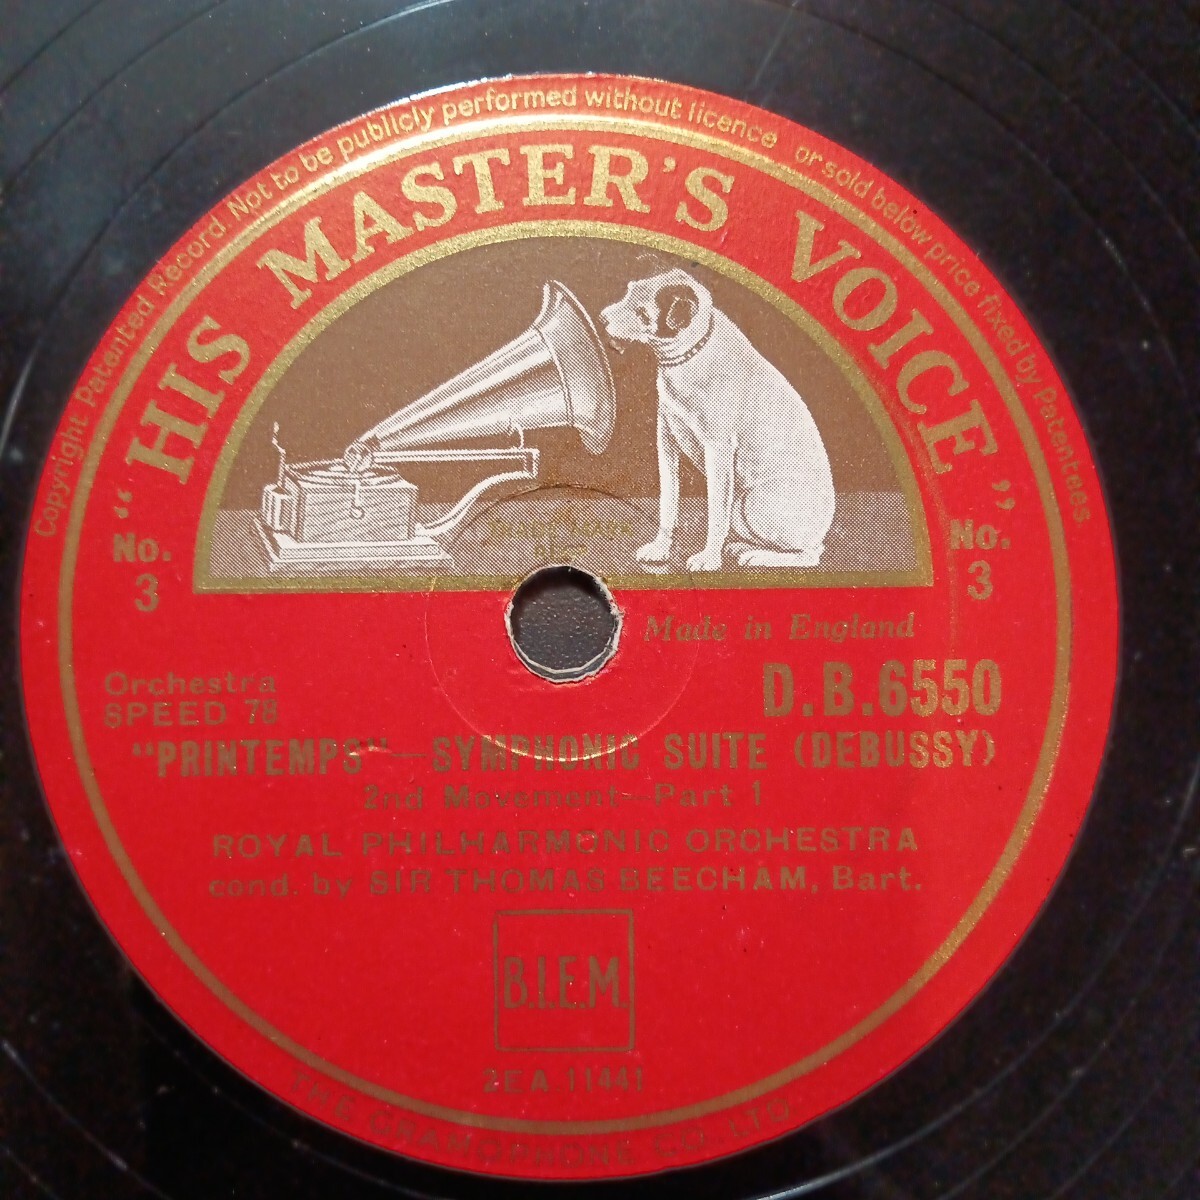 Copyright Patented Record. Not to be publicly performed without licence or sold below price fixed by Patentees.
"HIS MASTER'S VOICE"
TRADE MARK
No. 3
No. 3
Made in England
Orchestra
SPEED 78
D.B.6550
"PRINTEMPS"—SYMPHONIC SUITE (DEBUSSY)
2nd Movement—Part 1
ROYAL PHILHARMONIC ORCHESTRA
cond. by SIR THOMAS BEECHAM, Bart.
B.I.E.M.
2EA 11441
THE GRAMOPHONE CO. LTD